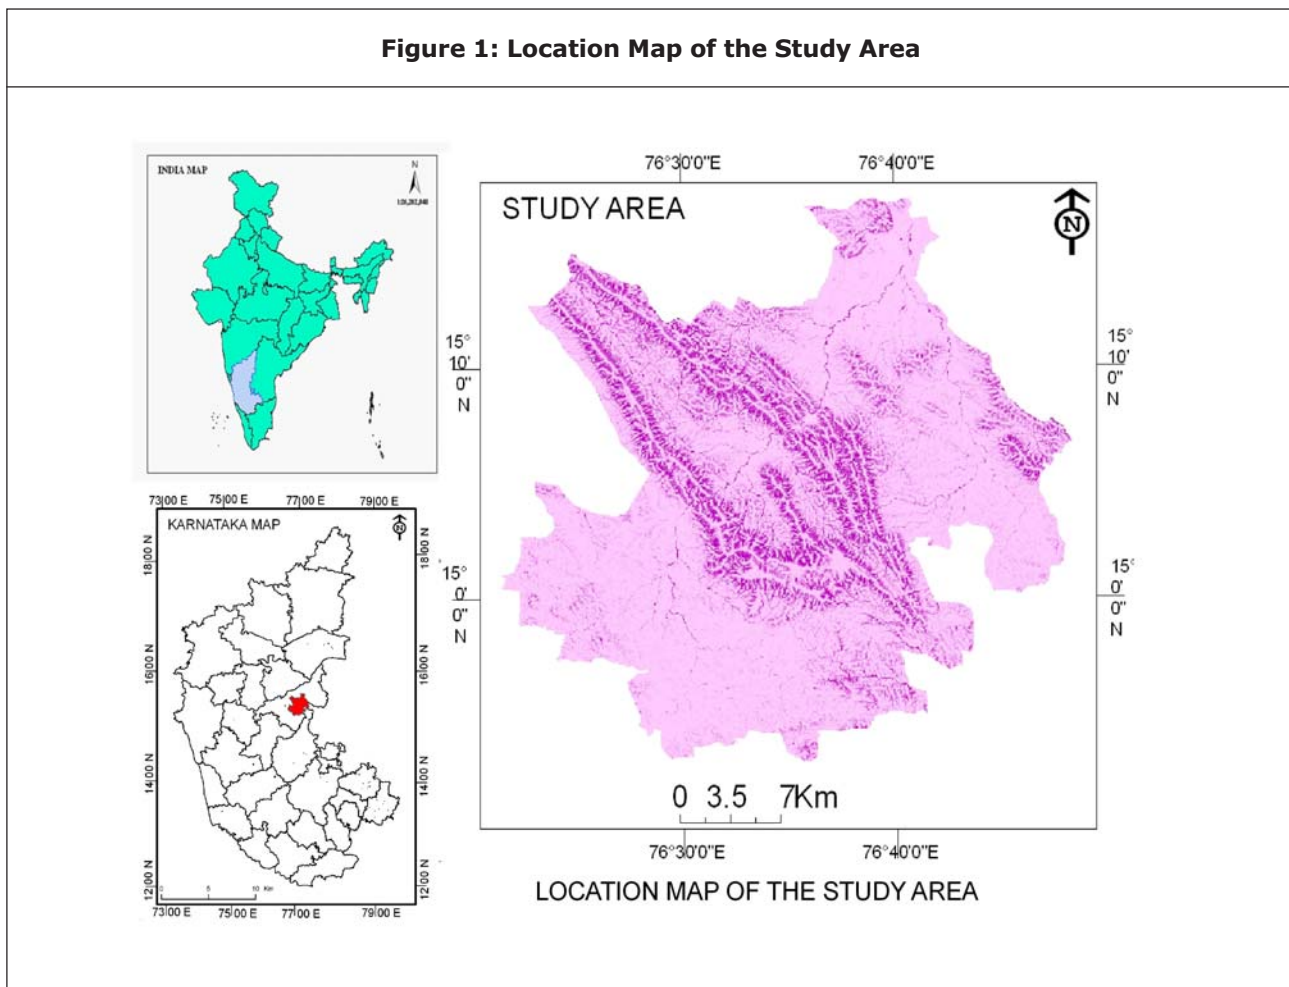 Figure 1: Location Map of the Study Area
INDIA MAP
N
73|00 E 75|00 E 77|00 E 79|00 E
KARNATAKA MAP
N
18|00 N
16|00 N
14|00 N
12|00 N
18|00 N
16|00 N
14|00 N
12|00 N
0 5 10 Km
73|00 E 75|00 E 77|00 E 79|00 E
76°30'0"E 76°40'0"E
STUDY AREA
N
15°
10'
0"
N
15°
10'
0"
N
15°
0'
0"
N
15°
0'
0"
N
0 3.5 7Km
76°30'0"E 76°40'0"E
LOCATION MAP OF THE STUDY AREA